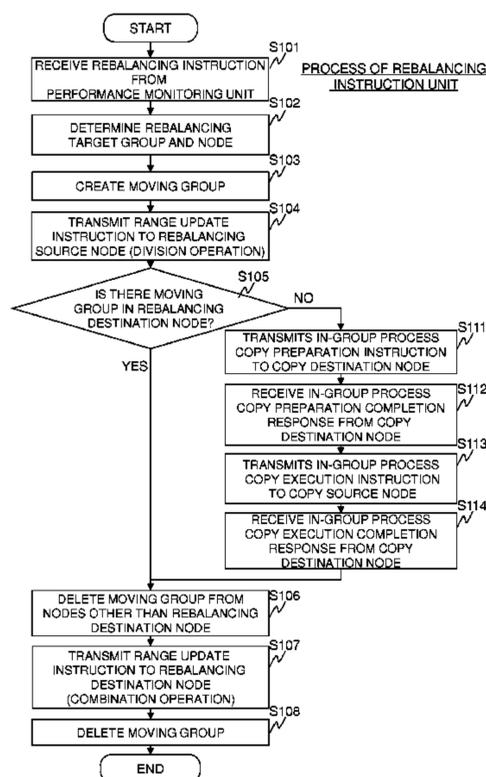 START
S101
RECEIVE REBALANCING INSTRUCTION
FROM
PERFORMANCE MONITORING UNIT
PROCESS OF REBALANCING
INSTRUCTION UNIT
S102
DETERMINE REBALANCING
TARGET GROUP AND NODE
S103
CREATE MOVING GROUP
S104
TRANSMIT RANGE UPDATE
INSTRUCTION TO REBALANCING
SOURCE NODE (DIVISION OPERATION)
S105
IS THERE MOVING
GROUP IN REBALANCING
DESTINATION NODE?
NO
YES
S111
TRANSMITS IN-GROUP PROCESS
COPY PREPARATION INSTRUCTION
TO COPY DESTINATION NODE
S112
RECEIVE IN-GROUP PROCESS
COPY PREPARATION COMPLETION
RESPONSE FROM COPY
DESTINATION NODE
S113
TRANSMITS IN-GROUP PROCESS
COPY EXECUTION INSTRUCTION
TO COPY SOURCE NODE
S114
RECEIVE IN-GROUP PROCESS
COPY EXECUTION COMPLETION
RESPONSE FROM COPY
DESTINATION NODE
S106
DELETE MOVING GROUP FROM
NODES OTHER THAN REBALANCING
DESTINATION NODE
S107
TRANSMIT RANGE UPDATE
INSTRUCTION TO REBALANCING
DESTINATION NODE
(COMBINATION OPERATION)
S108
DELETE MOVING GROUP
END